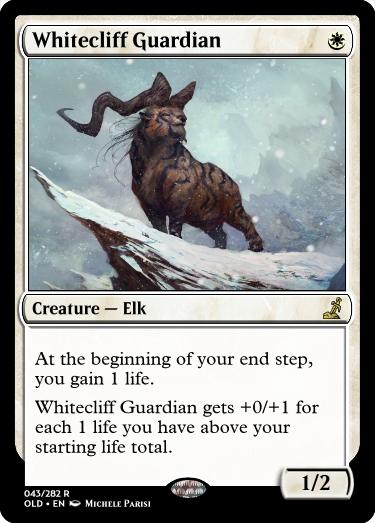 Whitecliff Guardian
Creature — Elk
At the beginning of your end step,
you gain 1 life.
Whitecliff Guardian gets +0/+1 for
each 1 life you have above your
starting life total.
1/2
043/282 R
OLD • EN Michele Parisi